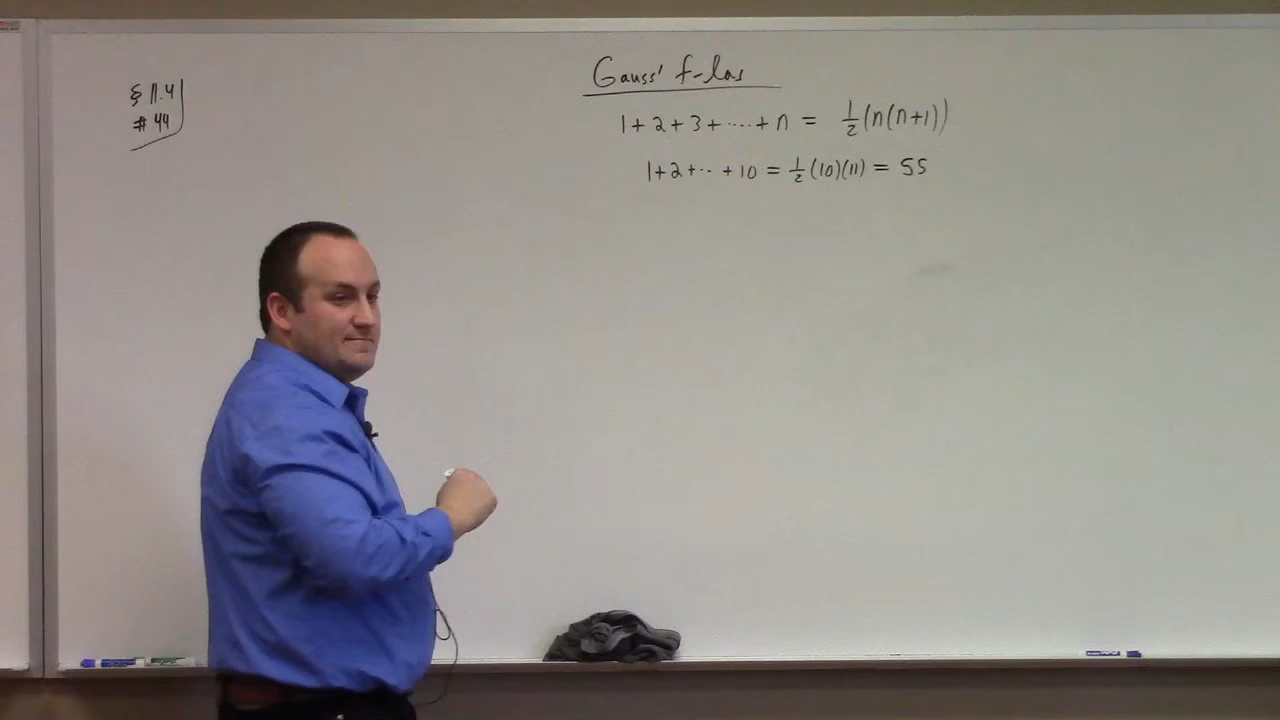 § 11.4
# 44
Gauss' f-las
1+2+3+····+n = 1/2(n(n+1))
1+2+··+10 = 1/2(10)(11) = 55